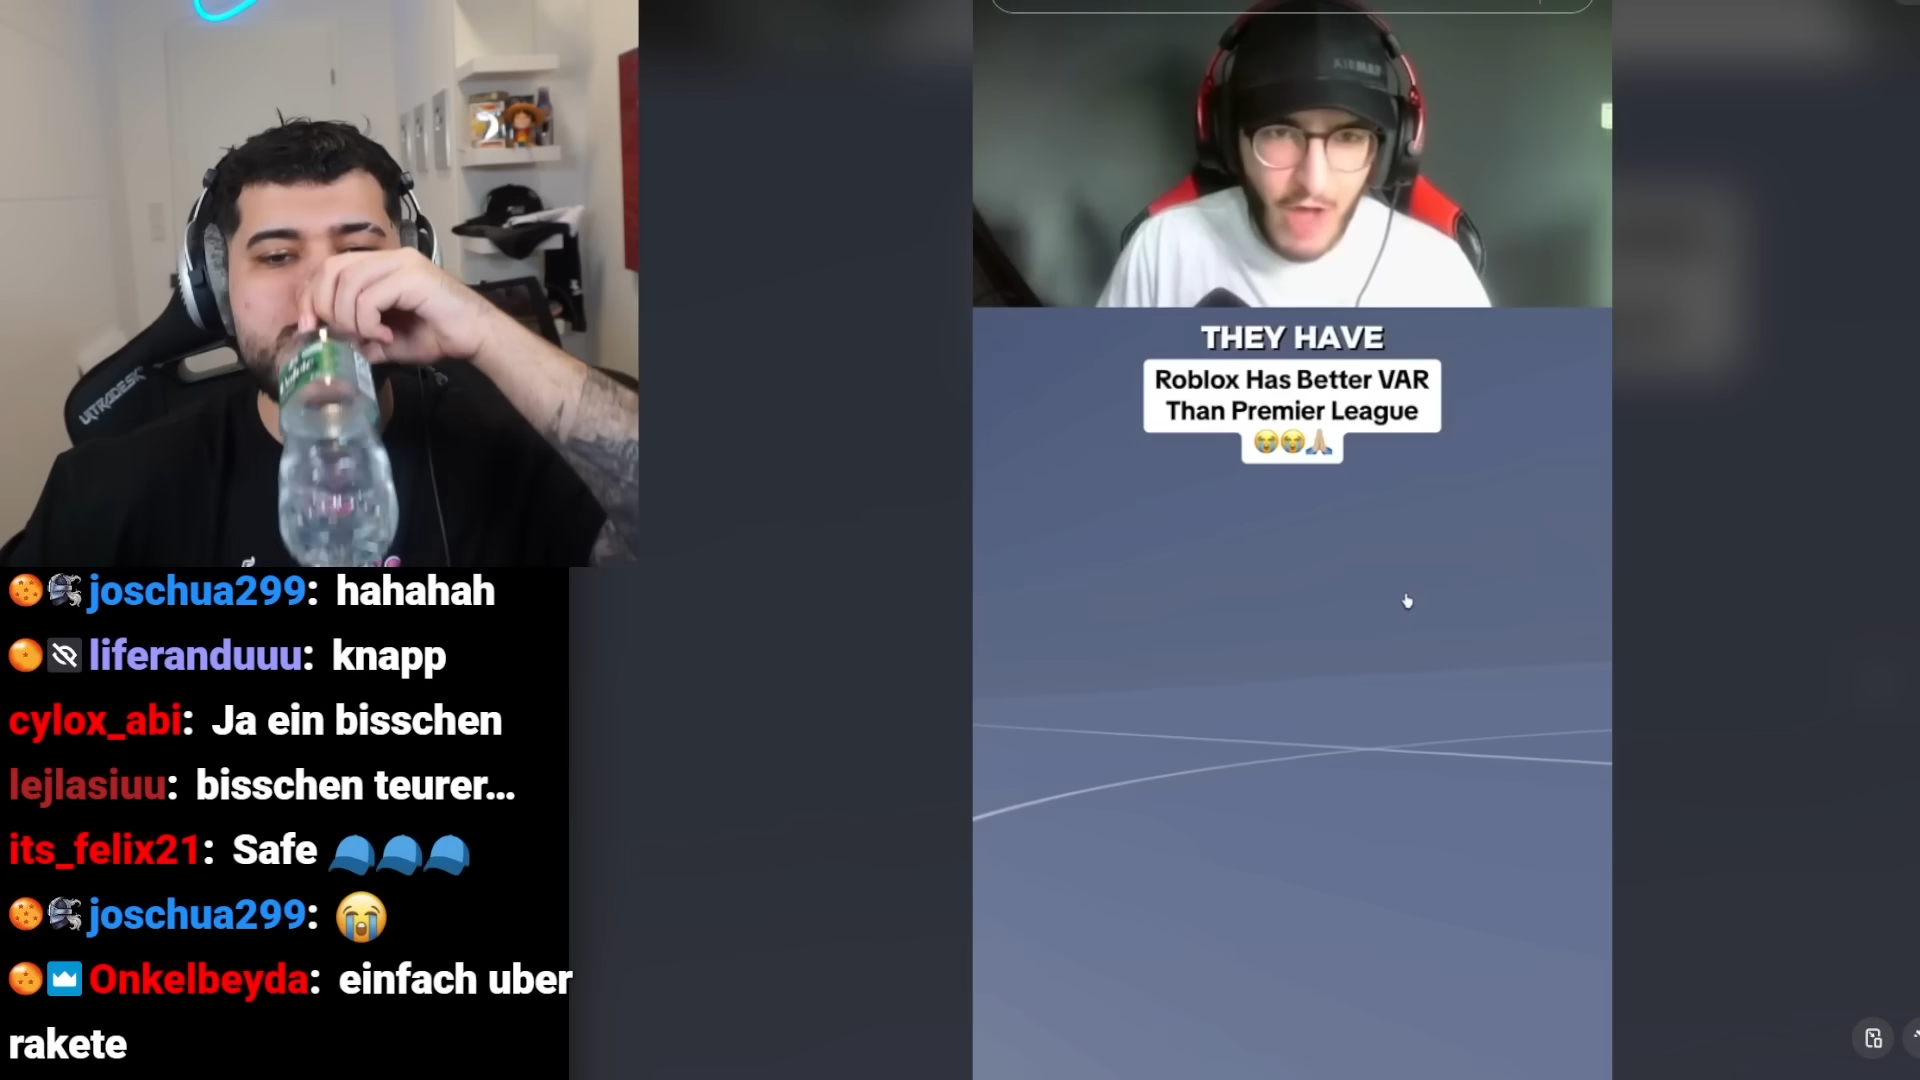 ULTRADESK
THEY HAVE
Roblox Has Better VAR
Than Premier League
😭😭🙏🏼
joschua299: hahahah
liferanduuu: knapp
cylox_abi: Ja ein bisschen
lejlasiuu: bisschen teurer...
its_felix21: Safe 🧢🧢🧢
joschua299: 😭
Onkelbeyda: einfach uber
rakete